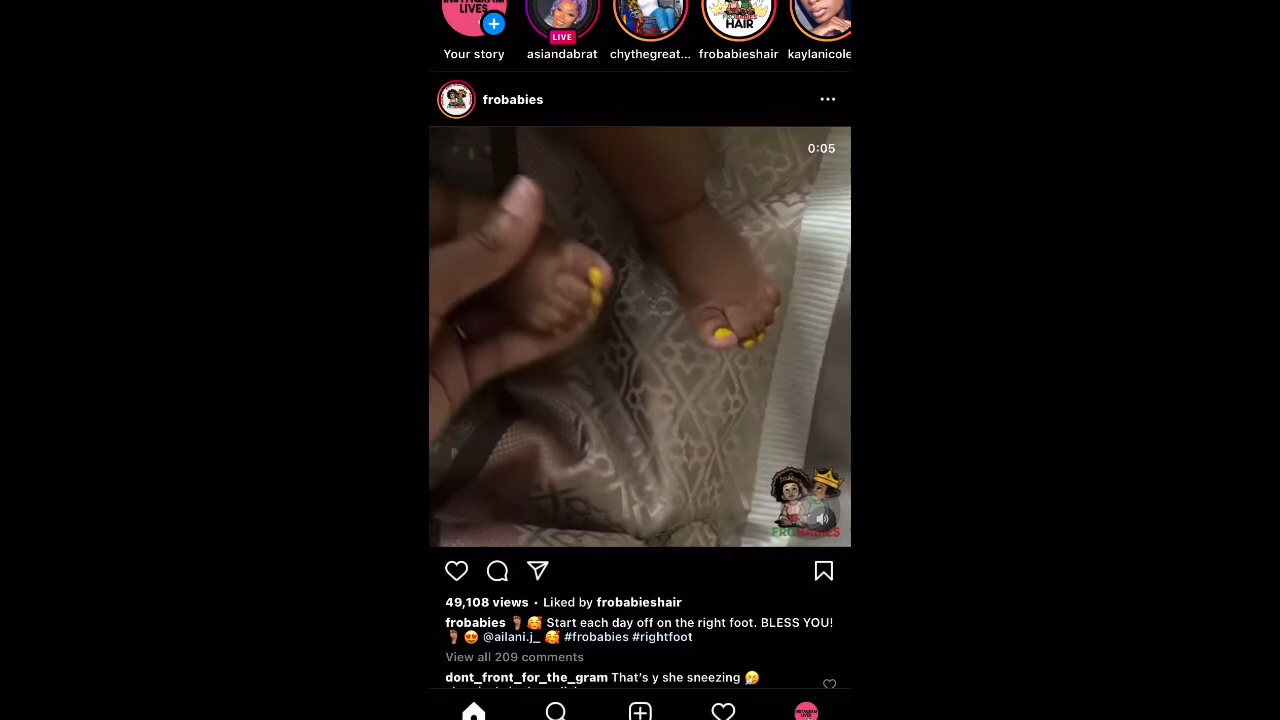 LIVES
HAIR
LIVE
Your story
asiandabrat
chythegreat...
frobabieshair
kaylanicole
frobabies
0:05
FROBABIES
49,108 views · Liked by frobabieshair
frobabies 👣 🥰 Start each day off on the right foot. BLESS YOU!
👣 😍 @ailani.j_ 🥰 #frobabies #rightfoot
View all 209 comments
dont_front_for_the_gram That’s y she sneezing 🤧